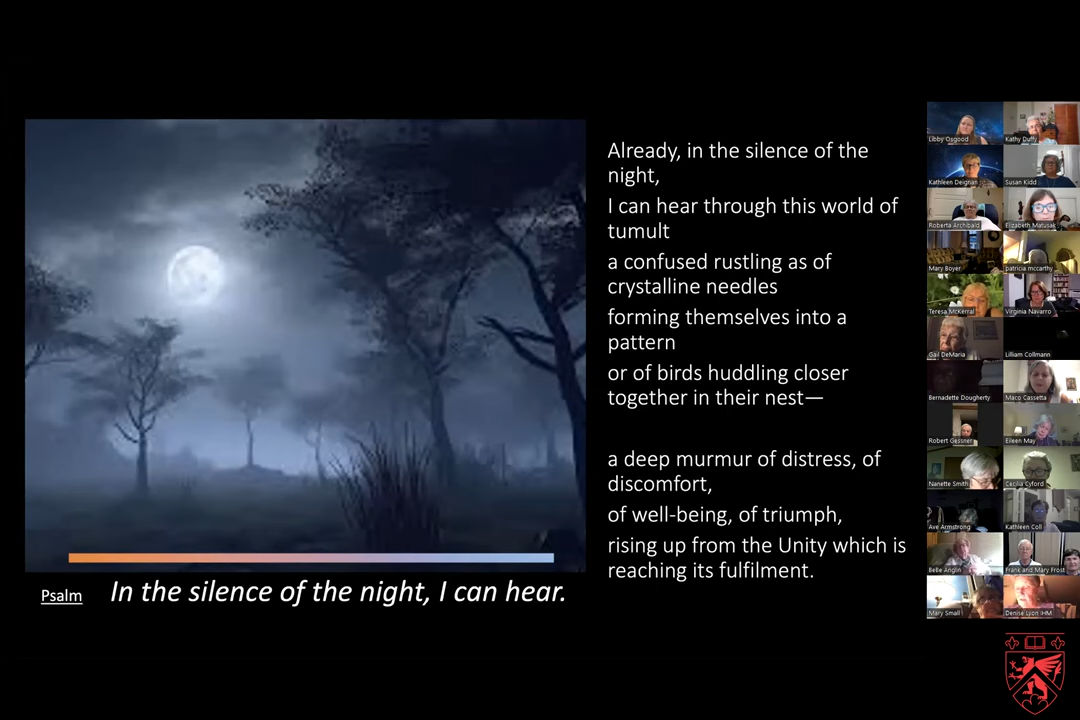 Already, in the silence of the
night,
I can hear through this world of
tumult
a confused rustling as of
crystalline needles
forming themselves into a
pattern
or of birds huddling closer
together in their nest—
a deep murmur of distress, of
discomfort,
of well-being, of triumph,
rising up from the Unity which is
reaching its fulfilment.
Psalm
In the silence of the night, I can hear.
Libby Osgood
Kathy Duffy
Kathleen Deignan
Susan Kidd
Roberta Archibald
Elizabeth Matusak
Mary Boyer
patricia mccarthy
Teresa McKerral
Virginia Navarro
Gail DeMaria
Lilliam Collmann
Bernadette Dougherty
Maco Cassetta
Robert Gessner
Eileen May
Nanette Smith
Cecilia Cyford
Ave Armstrong
Kathleen Coll
Belle Anglin
Frank and Mary Frost
Mary Small
Denise Lyon IHM